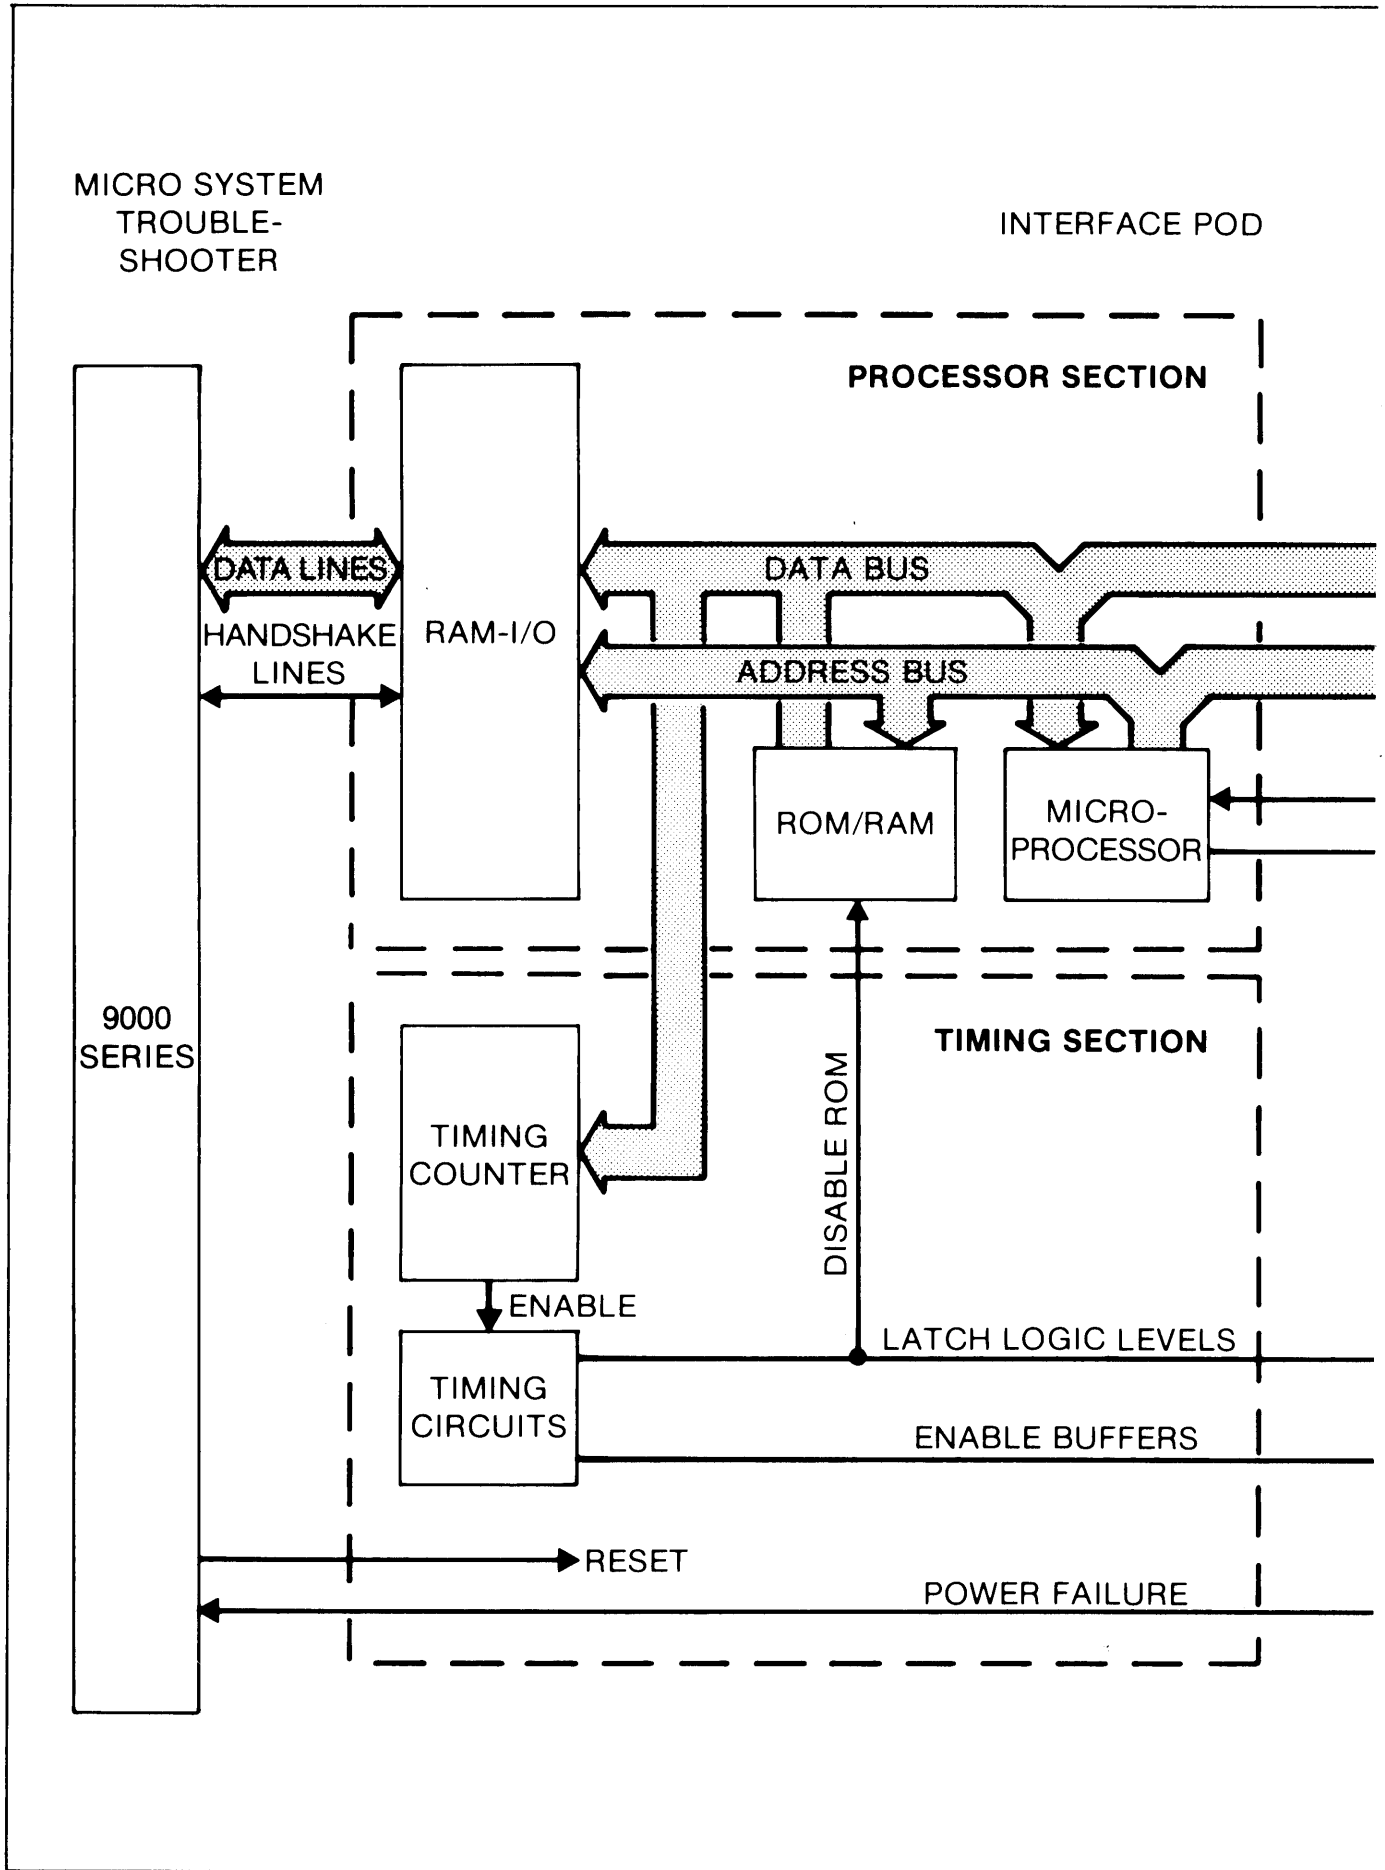 MICRO SYSTEM
TROUBLE-
SHOOTER
INTERFACE POD
PROCESSOR SECTION
DATA LINES
DATA BUS
HANDSHAKE
LINES
RAM-I/O
ADDRESS BUS
ROM/RAM
MICRO-
PROCESSOR
9000
SERIES
TIMING SECTION
TIMING
COUNTER
DISABLE ROM
ENABLE
LATCH LOGIC LEVELS
TIMING
CIRCUITS
ENABLE BUFFERS
RESET
POWER FAILURE